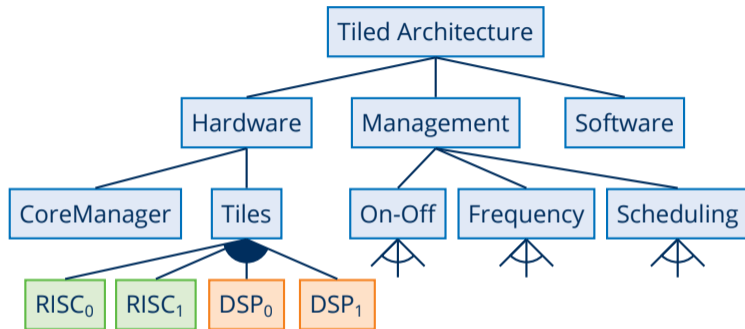 Tiled Architecture
Hardware Management Software
CoreManager Tiles On-Off Frequency Scheduling
RISC₀ RISC₁ DSP₀ DSP₁